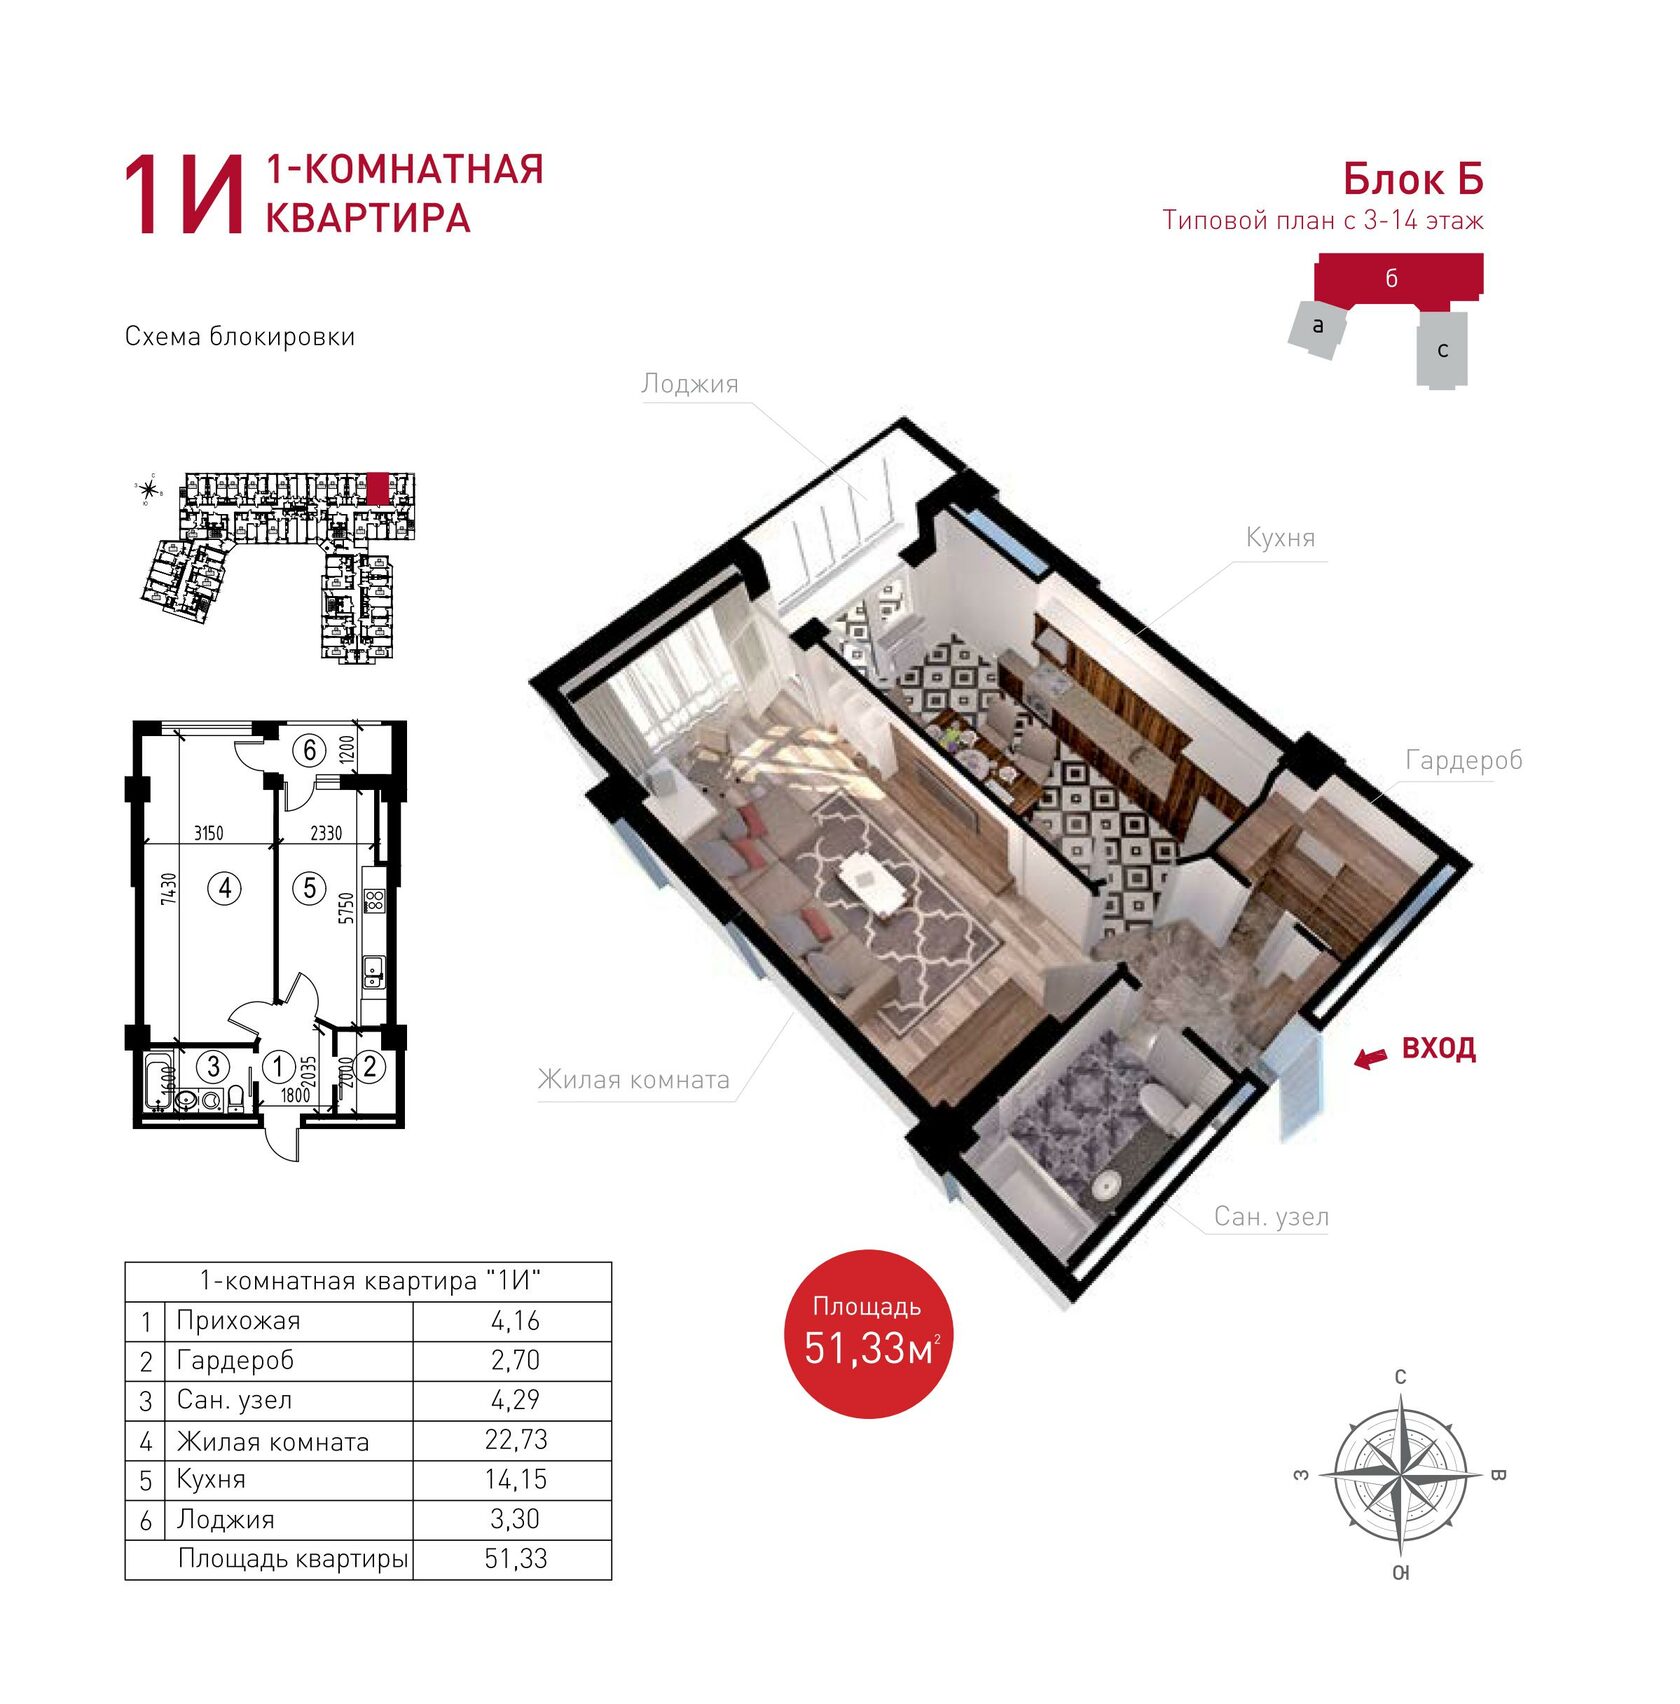 1И 1-КОМНАТНАЯ
КВАРТИРА
Блок Б
Типовой план с 3-14 этаж
б
а
с
Схема блокировки
Лоджия
Кухня
Гардероб
ВХОД
Жилая комната
Сан. узел
6
1200
3150
2330
4
5
7430
5750
3
1
2
1600
1800
2035
2000
1-комнатная квартира "1И"
1 Прихожая 4,16
2 Гардероб 2,70
3 Сан. узел 4,29
4 Жилая комната 22,73
5 Кухня 14,15
6 Лоджия 3,30
Площадь квартиры 51,33
Площадь
51,33м2
С
З
В
Ю